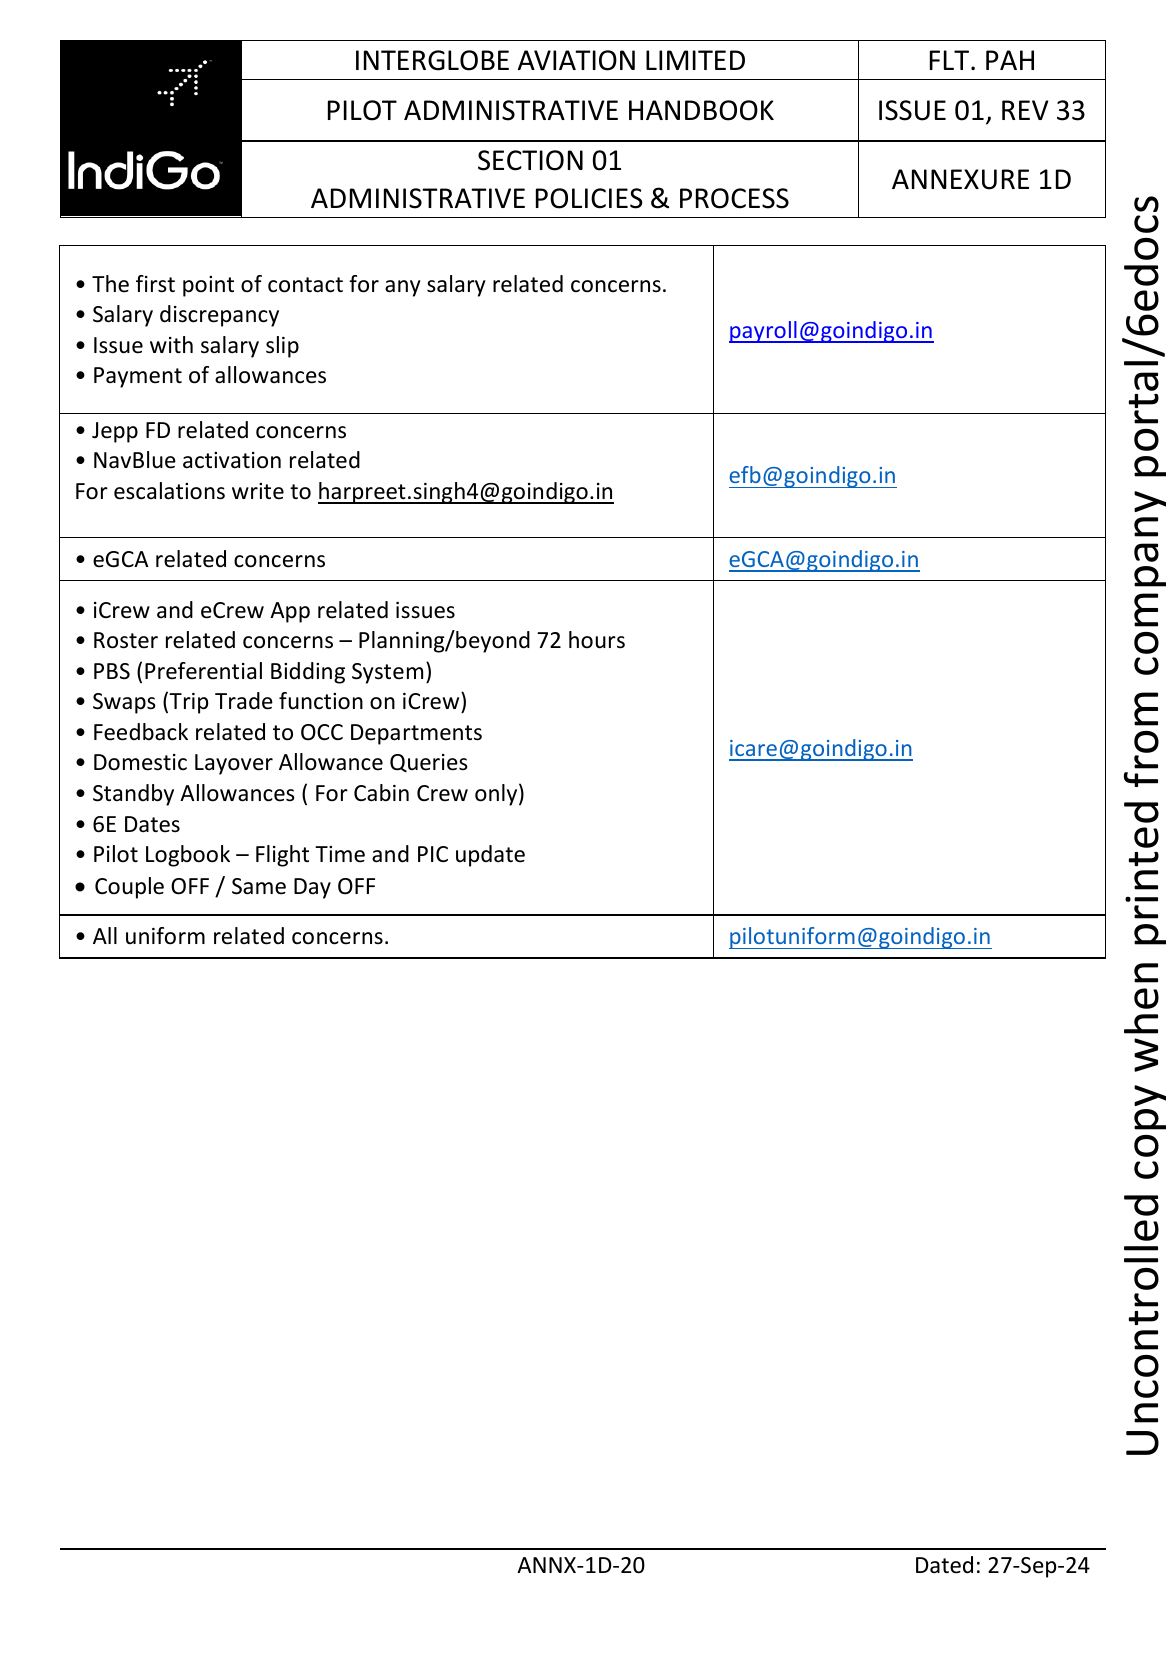 IndiGo
INTERGLOBE AVIATION LIMITED
FLT. PAH
PILOT ADMINISTRATIVE HANDBOOK
ISSUE 01, REV 33
SECTION 01
ADMINISTRATIVE POLICIES & PROCESS
ANNEXURE 1D
• The first point of contact for any salary related concerns.
• Salary discrepancy
• Issue with salary slip
• Payment of allowances
payroll@goindigo.in
• Jepp FD related concerns
• NavBlue activation related
For escalations write to harpreet.singh4@goindigo.in
efb@goindigo.in
• eGCA related concerns
eGCA@goindigo.in
• iCrew and eCrew App related issues
• Roster related concerns – Planning/beyond 72 hours
• PBS (Preferential Bidding System)
• Swaps (Trip Trade function on iCrew)
• Feedback related to OCC Departments
• Domestic Layover Allowance Queries
• Standby Allowances ( For Cabin Crew only)
• 6E Dates
• Pilot Logbook – Flight Time and PIC update
• Couple OFF / Same Day OFF
icare@goindigo.in
• All uniform related concerns.
pilotuniform@goindigo.in
Uncontrolled copy when printed from company portal/6edocs
ANNX-1D-20
Dated: 27-Sep-24